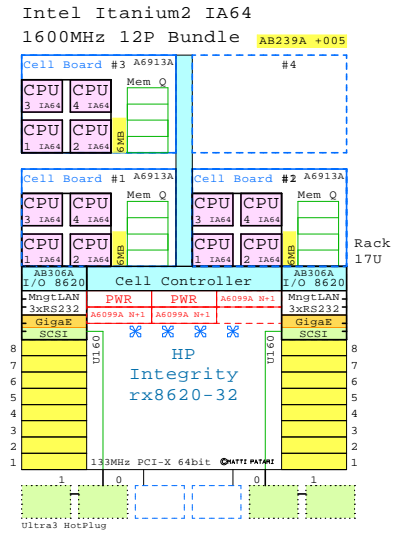 Intel Itanium2 IA64
1600MHz 12P Bundle AB239A +005
Cell Board #3 A6913A #4
CPU CPU Mem Q
3 IA64 4 IA64
CPU CPU
1 IA64 2 IA64 6MB
Cell Board #1 A6913A Cell Board A6913A
CPU CPU Mem Q CPU CPU Mem Q
3 IA64 4 IA64 3 IA64 4 IA64
CPU CPU CPU CPU
1 IA64 2 IA64 6MB 1 IA64 2 IA64 6MB
Rack
17U
AB306A Cell Controller AB306A
I/O 8620 I/O 8620
MngtLAN PWR PWR A6099A N+1 MngtLAN
3xRS232 A6099A N+1 A6099A N+1 3xRS232
GigaE GigaE
SCSI U160 U160 SCSI
HP
Integrity
rx8620-32
8 8
7 7
6 6
5 5
4 4
3 3
2 2
1 133MHz PCI-X 64bit ©MATTI PATARI 1
1 0 0 1
Ultra3 HotPlug